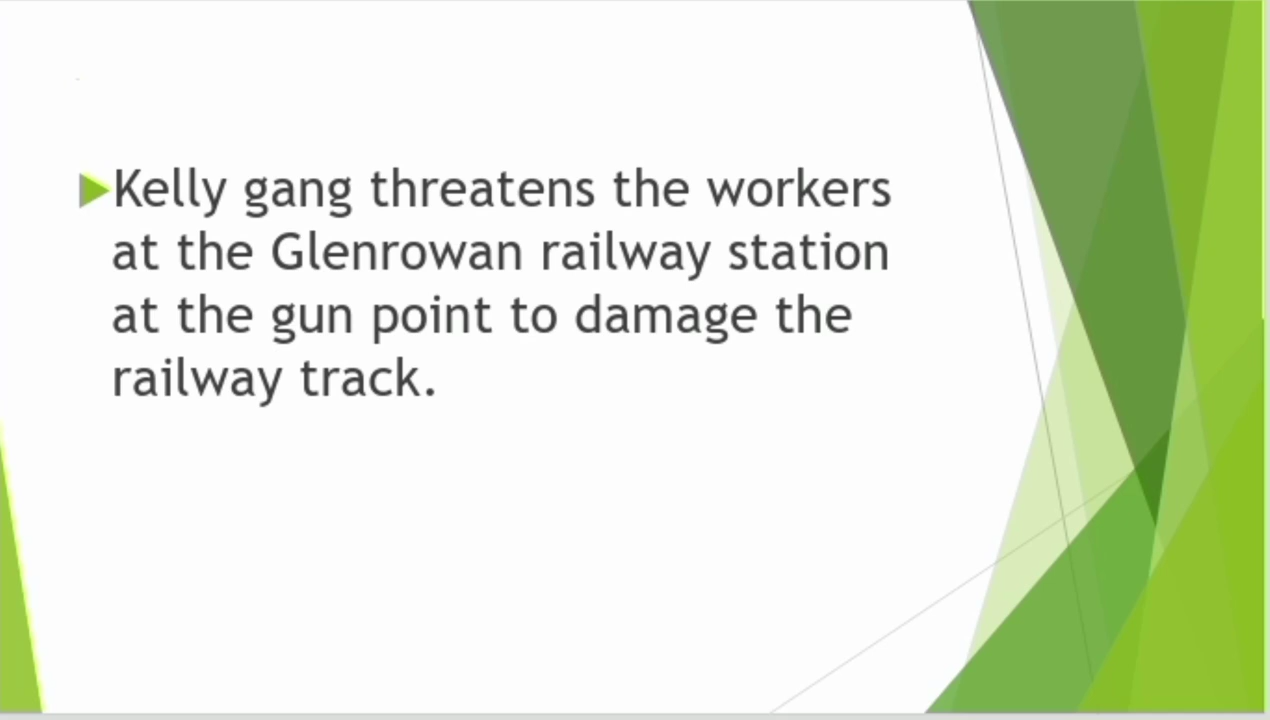 Kelly gang threatens the workers
at the Glenrowan railway station
at the gun point to damage the
railway track.